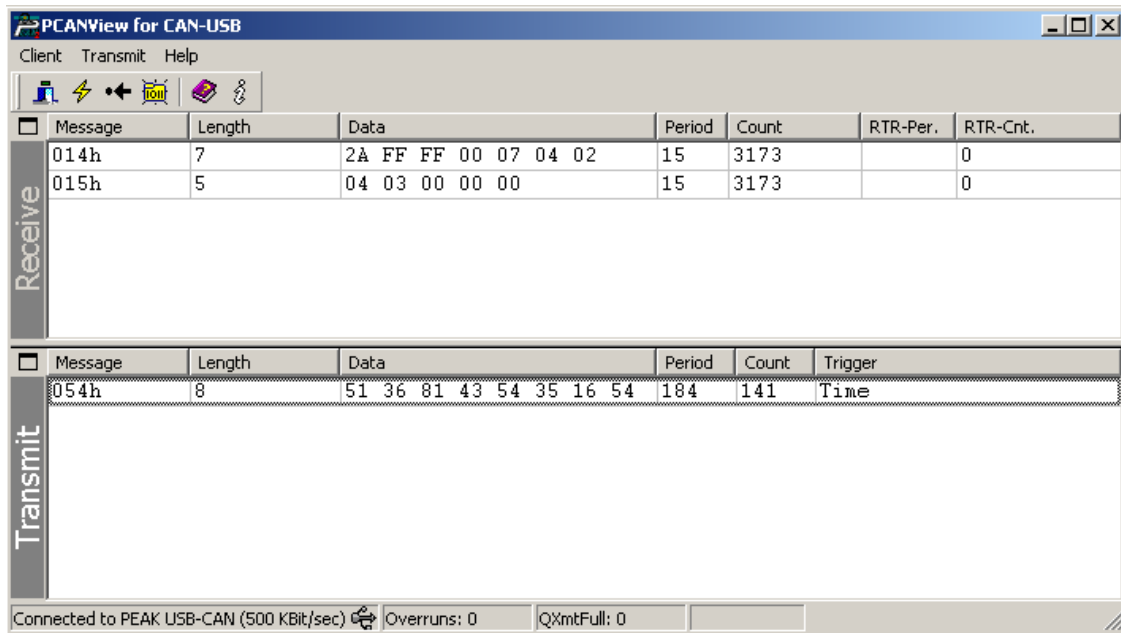 PCANView for CAN-USB
Client Transmit Help
Message Length Data Period Count RTR-Per. RTR-Cnt.
014h 7 2A FF FF 00 07 04 02 15 3173 0
015h 5 04 03 00 00 00 15 3173 0
Receive
Message Length Data Period Count Trigger
054h 8 51 36 81 43 54 35 16 54 184 141 Time
Transmit
Connected to PEAK USB-CAN (500 KBit/sec) Overruns: 0 QXmtFull: 0